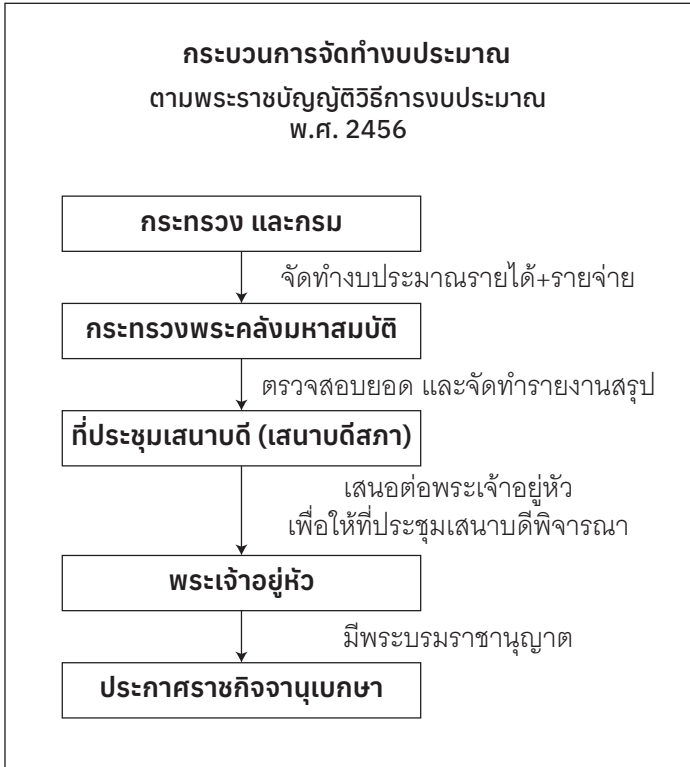 กระบวนการจัดทำงบประมาณ
ตามพระราชบัญญัติวิธีการงบประมาณ
พ.ศ. 2456
กระทรวง และกรม
จัดทำงบประมาณรายได้+รายจ่าย
กระทรวงพระคลังมหาสมบัติ
ตรวจสอบยอด และจัดทำรายงานสรุป
ที่ประชุมเสนาบดี (เสนาบดีสภา)
เสนอต่อพระเจ้าอยู่หัว
เพื่อให้ที่ประชุมเสนาบดีพิจารณา
พระเจ้าอยู่หัว
มีพระบรมราชานุญาต
ประกาศราชกิจจานุเบกษา